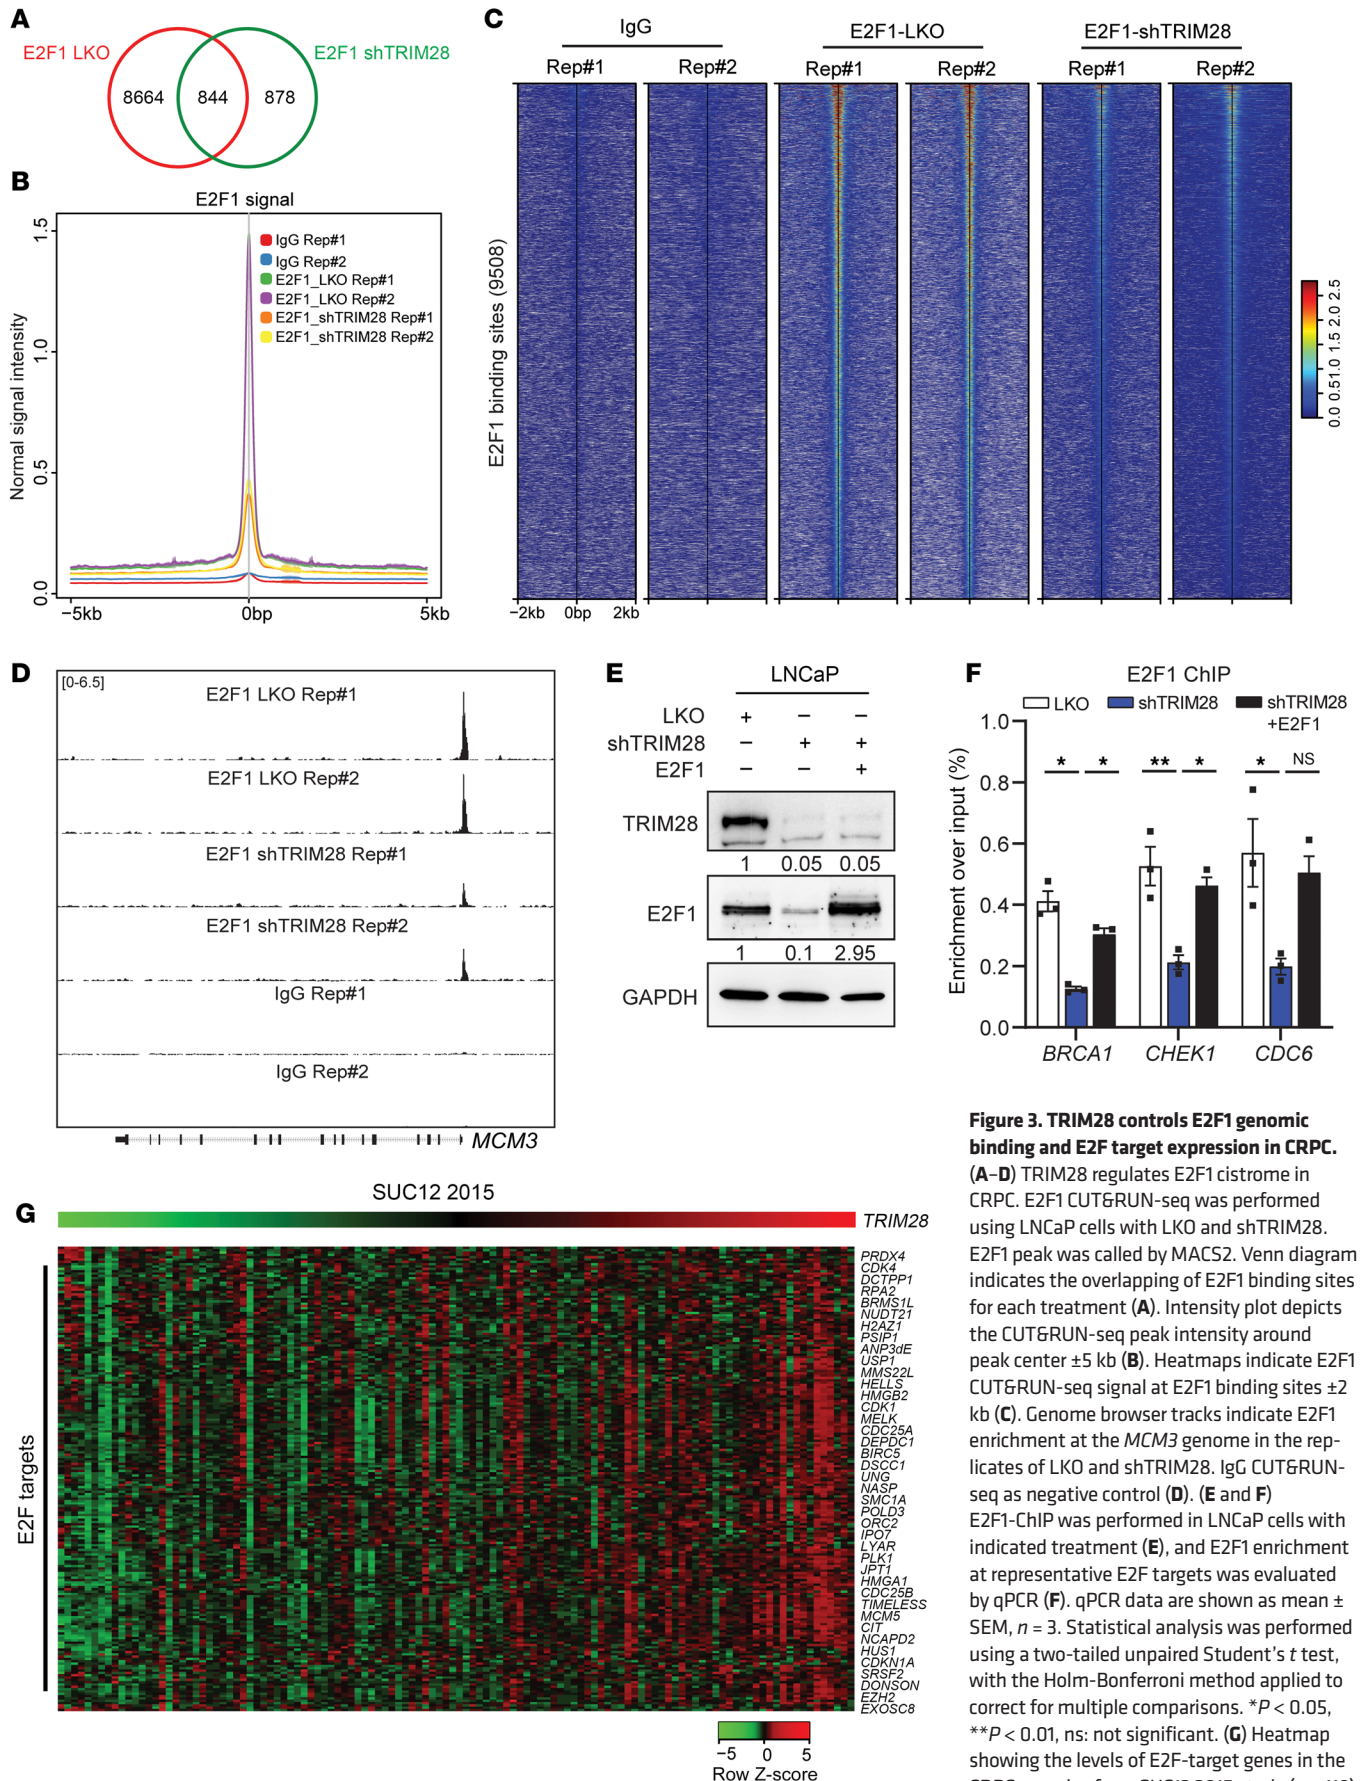 A
E2F1 LKO
E2F1 shTRIM28
8664
844
878
B
E2F1 signal
Normal signal intensity
1.5
1.0
0.5
0.0
IgG Rep#1
IgG Rep#2
E2F1_LKO Rep#1
E2F1_LKO Rep#2
E2F1_shTRIM28 Rep#1
E2F1_shTRIM28 Rep#2
−5kb
0bp
5kb
C
IgG
E2F1-LKO
E2F1-shTRIM28
Rep#1
Rep#2
Rep#1
Rep#2
Rep#1
Rep#2
E2F1 binding sites (9508)
−2kb
0bp
2kb
0.0 0.51.0 1.5 2.0 2.5
D
[0-6.5]
E2F1 LKO Rep#1
E2F1 LKO Rep#2
E2F1 shTRIM28 Rep#1
E2F1 shTRIM28 Rep#2
IgG Rep#1
IgG Rep#2
MCM3
E
LNCaP
LKO + − −
shTRIM28 − + +
E2F1 − − +
TRIM28
1 0.05 0.05
E2F1
1 0.1 2.95
GAPDH
F
E2F1 ChIP
LKO
shTRIM28
shTRIM28
+E2F1
Enrichment over input (%)
1.0
0.8
0.6
0.4
0.2
0.0
* * ** * * NS
BRCA1
CHEK1
CDC6
G
SUC12 2015
TRIM28
E2F targets
PRDX4
CDK4
DCTPP1
RPA2
BRMS1L
NUDT21
H2AZ1
PSIP1
ANP3dE
USP1
MMS22L
HELLS
HMGB2
CDK1
MELK
CDC25A
DEPDC1
BIRC5
DSCC1
UNG
NASP
SMC1A
POLD3
ORC2
IPO7
LYAR
PLK1
JPT1
HMGA1
CDC25B
TIMELESS
MCM5
CIT
NCAPD2
HUS1
CDKN1A
SRSF2
DONSON
EZH2
EXOSC8
−5 0 5
Row Z-score
Figure 3. TRIM28 controls E2F1 genomic
binding and E2F target expression in CRPC.
(A–D) TRIM28 regulates E2F1 cistrome in
CRPC. E2F1 CUT&RUN-seq was performed
using LNCaP cells with LKO and shTRIM28.
E2F1 peak was called by MACS2. Venn diagram
indicates the overlapping of E2F1 binding sites
for each treatment (A). Intensity plot depicts
the CUT&RUN-seq peak intensity around
peak center ±5 kb (B). Heatmaps indicate E2F1
CUT&RUN-seq signal at E2F1 binding sites ±2
kb (C). Genome browser tracks indicate E2F1
enrichment at the MCM3 genome in the rep-
licates of LKO and shTRIM28. IgG CUT&RUN-
seq as negative control (D). (E and F)
E2F1-ChIP was performed in LNCaP cells with
indicated treatment (E), and E2F1 enrichment
at representative E2F targets was evaluated
by qPCR (F). qPCR data are shown as mean ±
SEM, n = 3. Statistical analysis was performed
using a two-tailed unpaired Student's t test,
with the Holm-Bonferroni method applied to
correct for multiple comparisons. *P < 0.05,
**P < 0.01, ns: not significant. (G) Heatmap
showing the levels of E2F-target genes in the